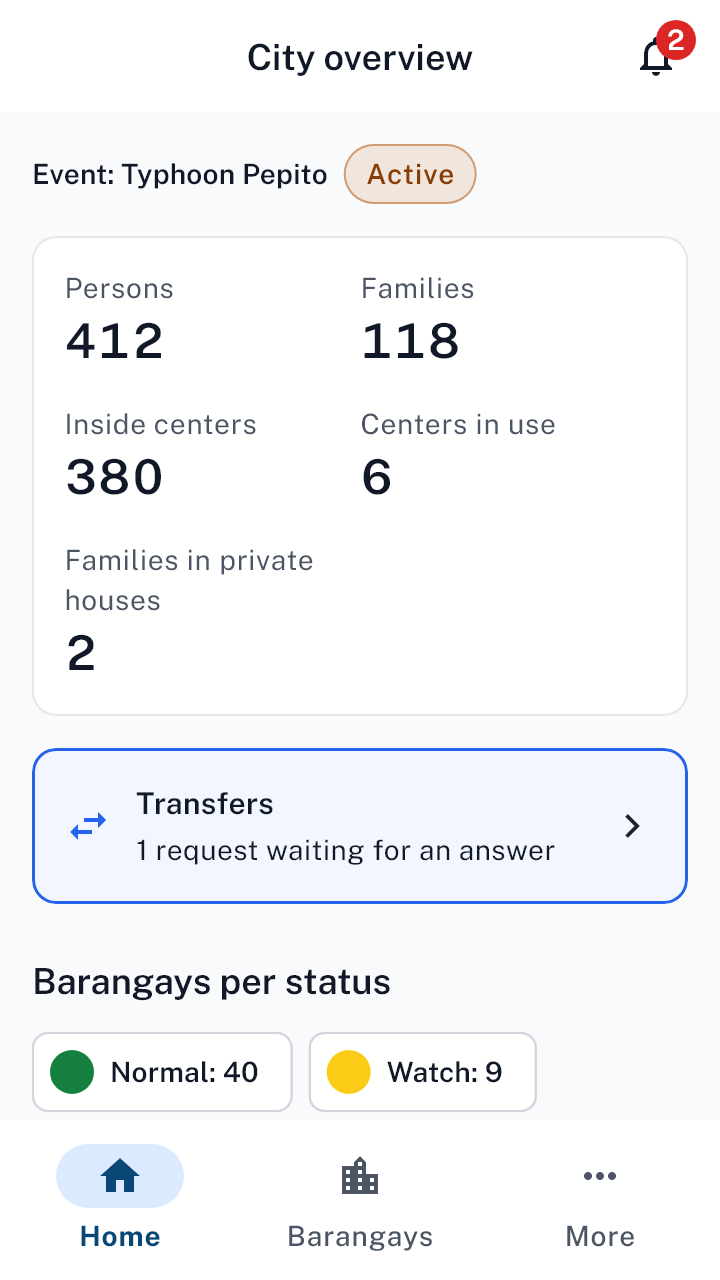 City overview
2
Event: Typhoon Pepito
Active
Persons
Families
412
118
Inside centers
Centers in use
380
6
Families in private
houses
2
Transfers
1 request waiting for an answer
Barangays per status
Normal: 40
Watch: 9
Home
Barangays
More